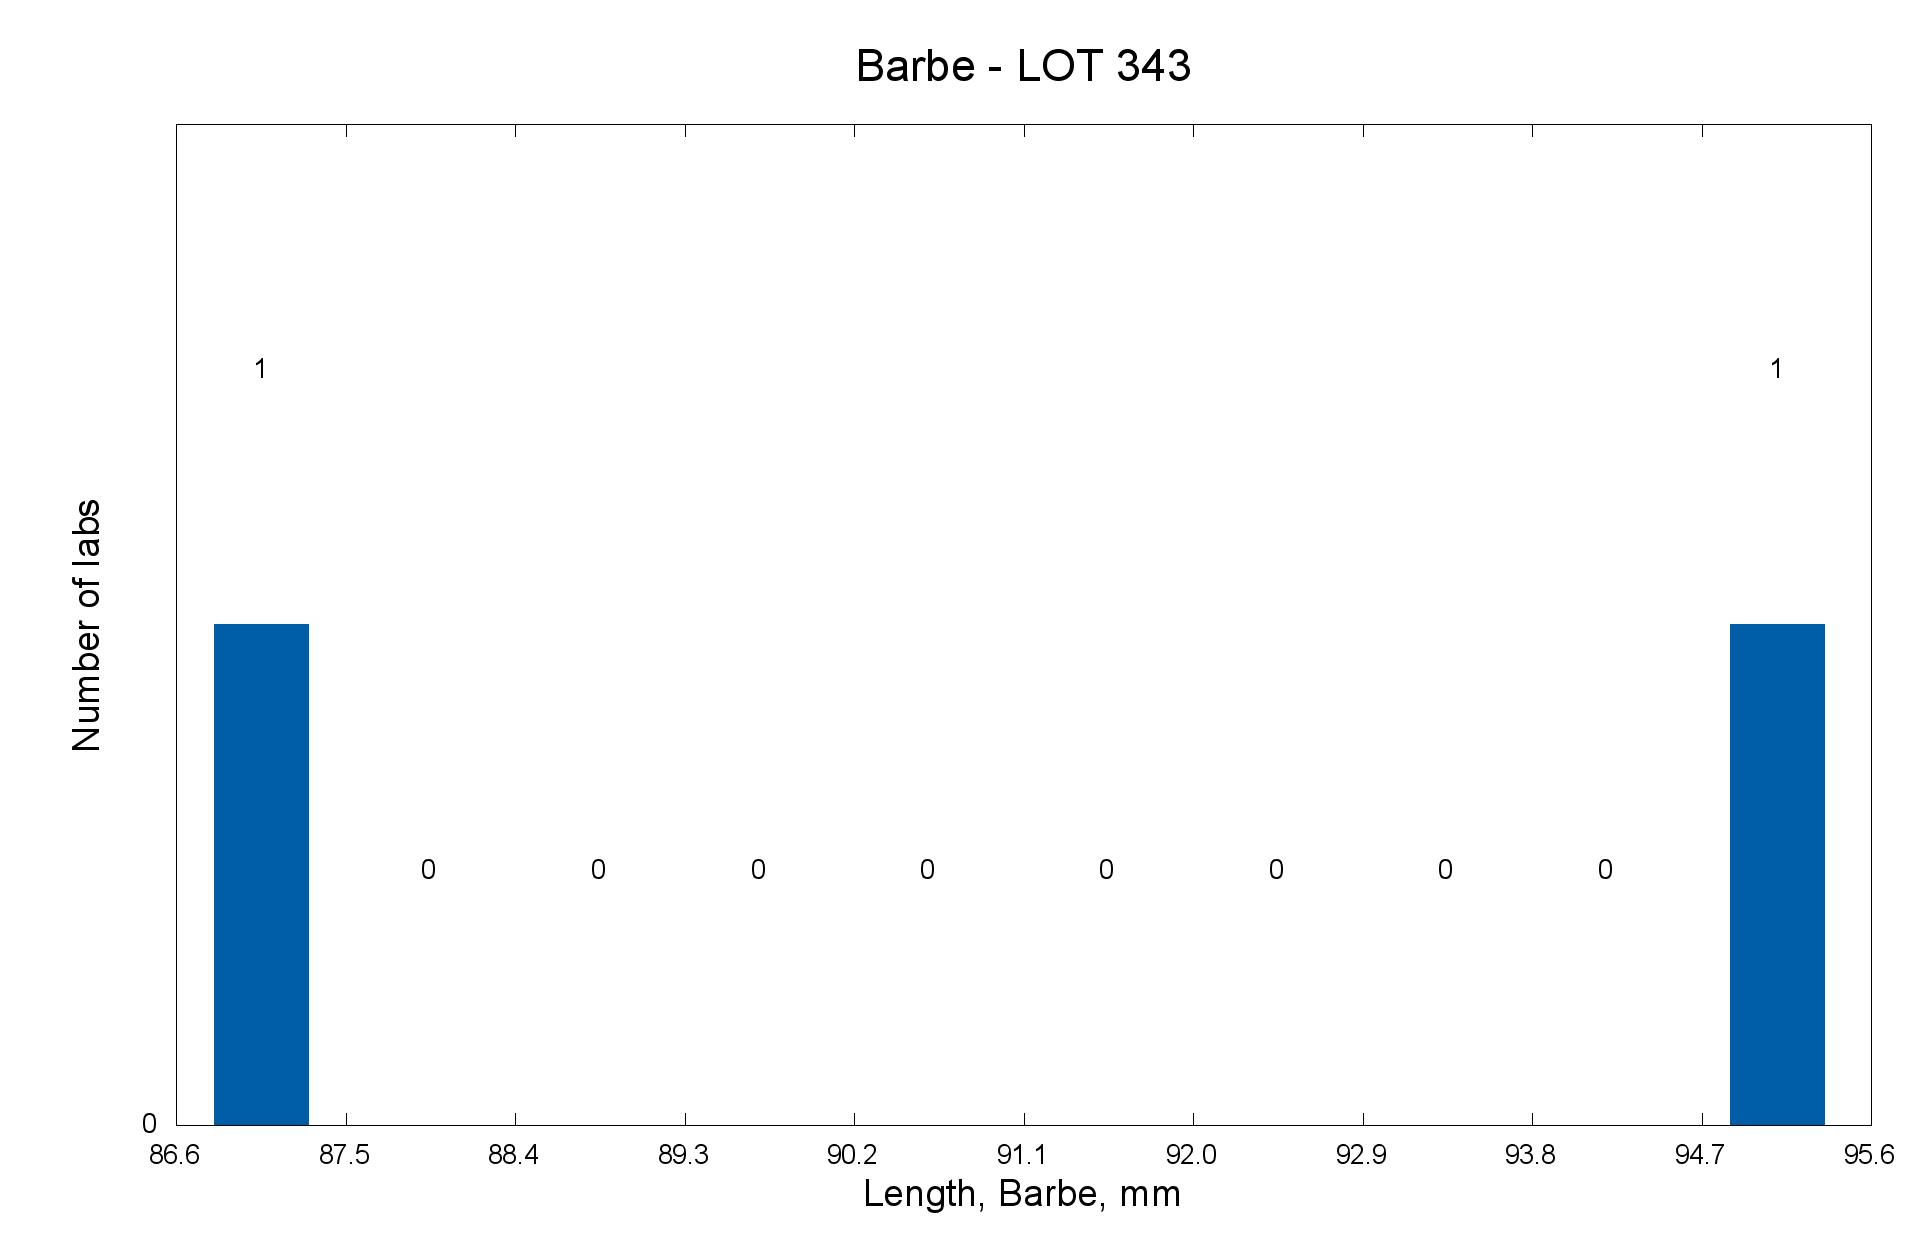 Barbe - LOT 343
1 1
Number of labs
0 0 0 0 0 0 0 0
0
86.6 87.5 88.4 89.3 90.2 91.1 92.0 92.9 93.8 94.7 95.6
Length, Barbe, mm